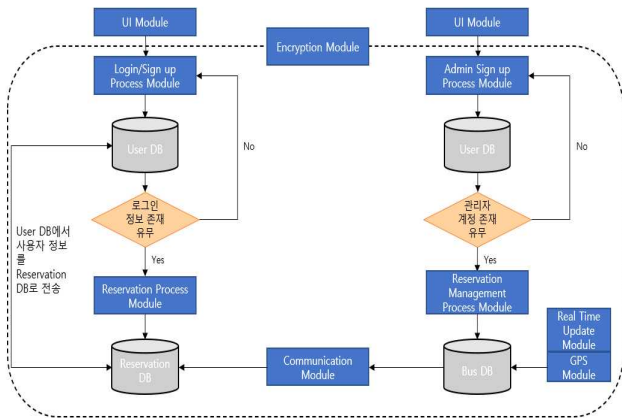 UI Module
UI Module
Encryption Module
Login/Sign up
Process Module
Admin Sign up
Process Module
User DB
No
User DB
No
로그인
정보 존재
유무
관리자
계정 존재
유무
User DB에서
사용자 정보
를
Reservation
DB로 전송
Yes
Yes
Reservation Process
Module
Reservation
Management
Process Module
Real Time
Update
Module
GPS
Module
Reservation
DB
Communication
Module
Bus DB